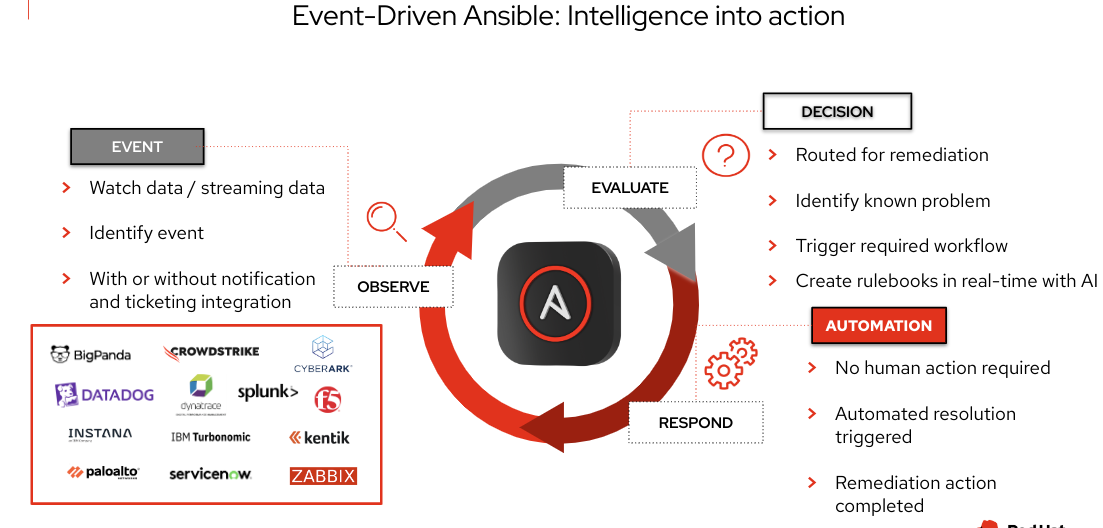 Event-Driven Ansible: Intelligence into action
EVENT
Watch data / streaming data
Identify event
With or without notification
and ticketing integration
OBSERVE
EVALUATE
RESPOND
DECISION
?
Routed for remediation
Identify known problem
Trigger required workflow
Create rulebooks in real-time with AI
AUTOMATION
No human action required
Automated resolution
triggered
Remediation action
completed
BigPanda
CROWDSTRIKE
CYBERARK®
DATADOG
dynatrace
splunk>
f5
INSTANA
IBM Turbonomic
kentik
paloalto
NETWORKS
servicenow
ZABBIX
Red Hat